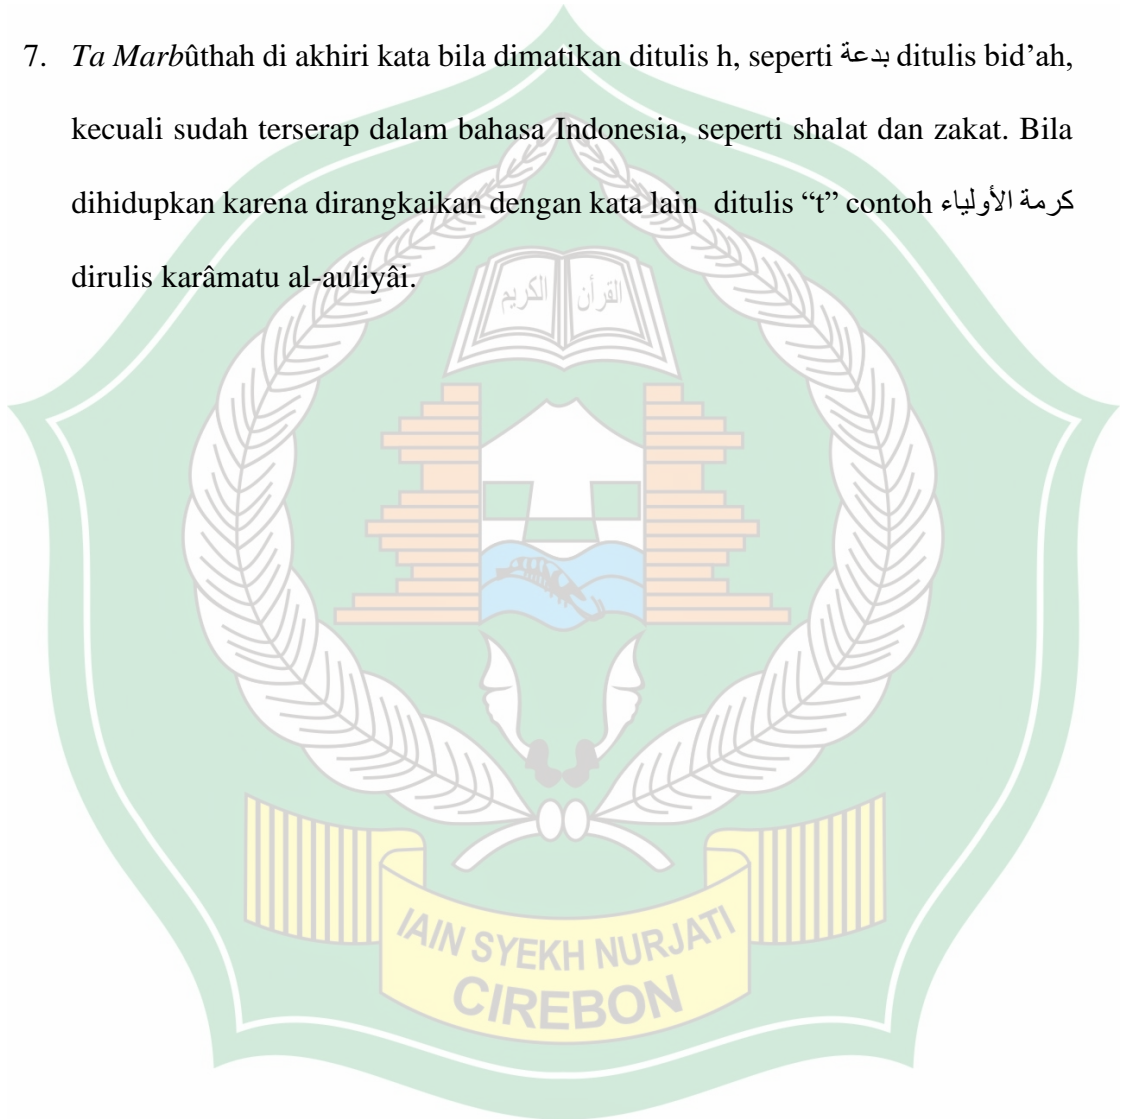 7. Ta Marbûthah di akhiri kata bila dimatikan ditulis h, seperti بدعة ditulis bid’ah,
kecuali sudah terserap dalam bahasa Indonesia, seperti shalat dan zakat. Bila
dihidupkan karena dirangkaikan dengan kata lain ditulis “t” contoh كرمة الأولياء
dirulis karâmatu al-auliyâi.
القرأن الكريم
IAIN SYEKH NURJATI
CIREBON